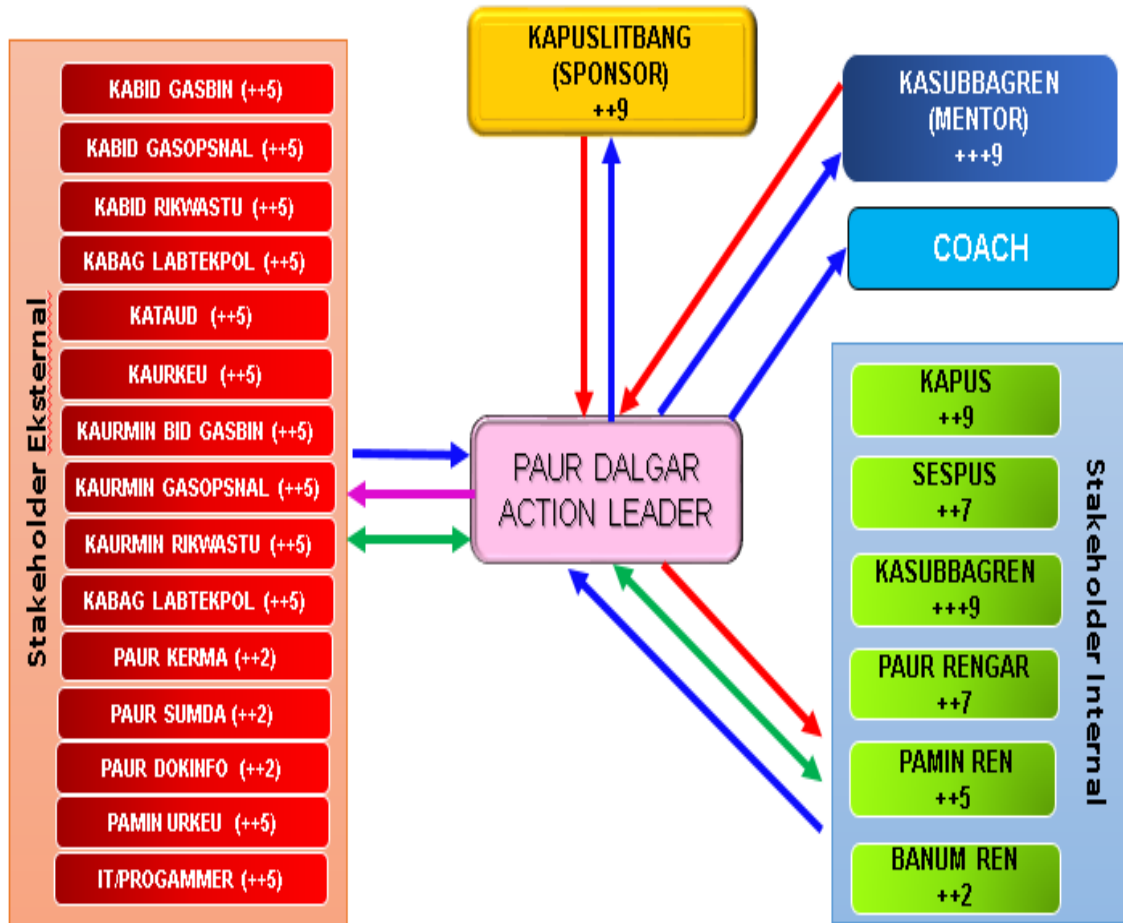 Stakeholder Eksternal
KABID GASBIN (++5)
KABID GASOPSNAL (++5)
KABID RIKWASTU (++5)
KABAG LABTEKPOL (++5)
KATAUD (++5)
KAURKEU (++5)
KAURMIN BID GASBIN (++5)
KAURMIN GASOPSNAL (++5)
KAURMIN RIKWASTU (++5)
KABAG LABTEKPOL (++5)
PAUR KERMA (++2)
PAUR SUMDA (++2)
PAUR DOKINFO (++2)
PAMIN URKEU (++5)
IT/PROGAMMER (++5)
KAPUSLITBANG
(SPONSOR)
++9
KASUBBAGREN
(MENTOR)
+++9
COACH
PAUR DALGAR
ACTION LEADER
KAPUS
++9
SESPUS
++7
KASUBBAGREN
+++9
PAUR RENGAR
++7
PAMIN REN
++5
BANUM REN
++2
Stakeholder Internal